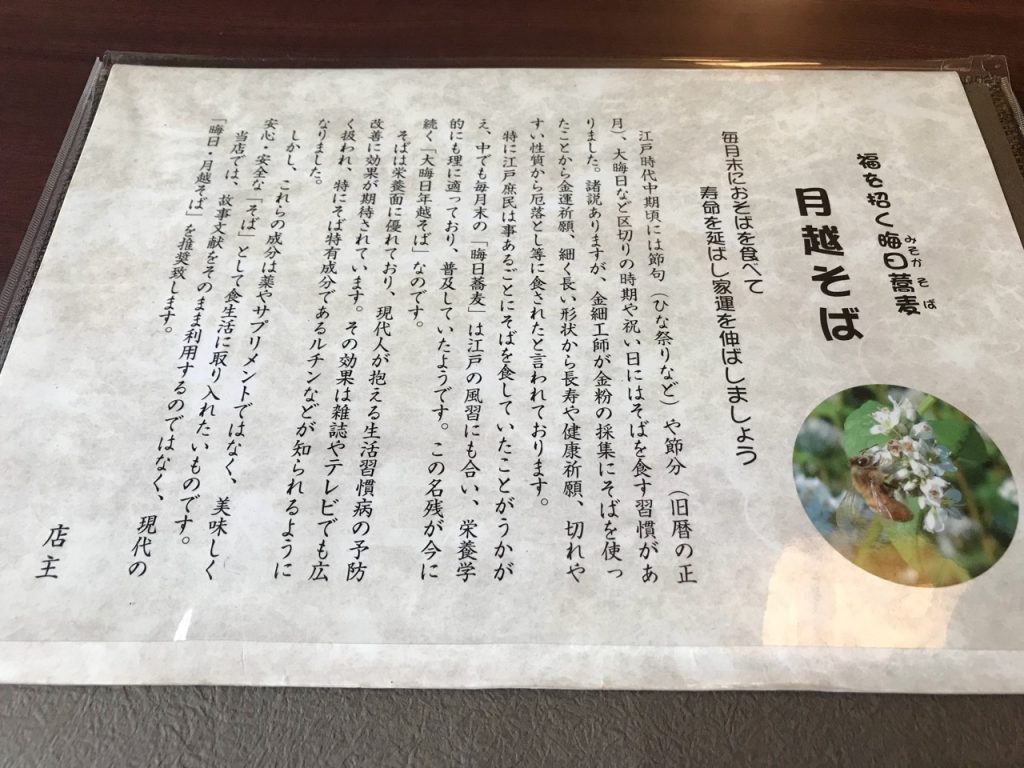 みそかそば
福を招く晦日蕎麦
月越そば
毎月末におそばを食べて
寿命を延ばし家運を伸ばしましょう
江戸時代中期頃には節句（ひな祭りなど）や節分（旧暦の正
月）、大晦日など区切りの時期や祝い日にはそばを食す習慣があ
りました。諸説ありますが、金細工師が金粉の採集にそばを使っ
たことから金運祈願、細く長い形状から長寿や健康祈願、切れや
すい性質から厄落とし等に食されたと言われております。
特に江戸庶民は事あるごとにそばを食していたことがうかが
え、中でも毎月末の「晦日蕎麦」は江戸の風習にも合い、栄養学
的にも理に適っており、普及していたようです。この名残が今に
続く「大晦日年越そば」なのです。
そばは栄養面に優れており、現代人が抱える生活習慣病の予防
改善に効果が期待されています。その効果は雑誌やテレビでも広
く扱われ、特にそば特有成分であるルチンなどが知られるように
なりました。
しかし、これらの成分は薬やサプリメントではなく、美味しく
安心・安全な「そば」として食生活に取り入れたいものです。
当店では、故事文献をそのまま利用するのではなく、現代の
「晦日・月越そば」を推奨致します。
店主